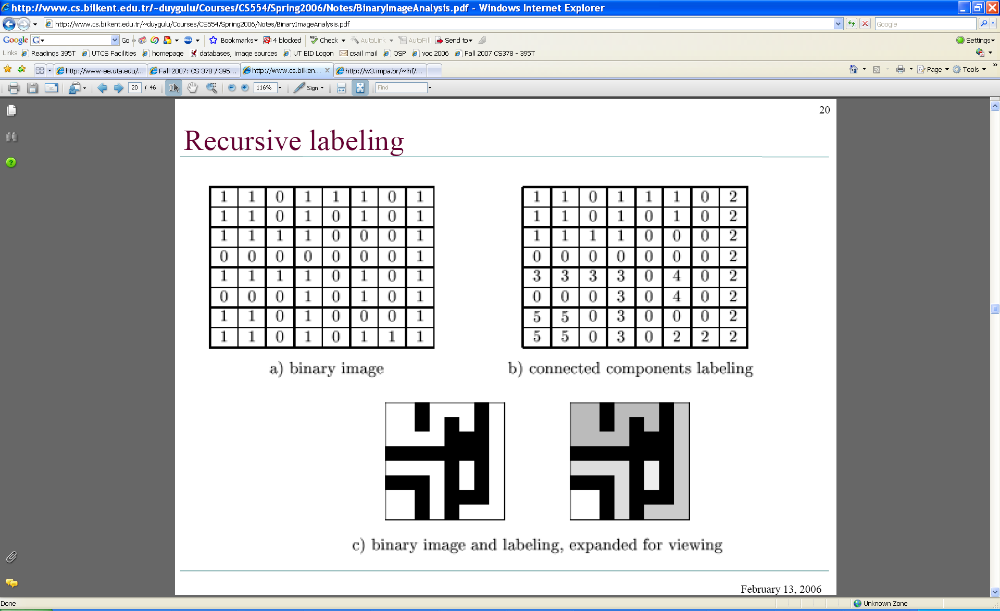 http://www.cs.bilkent.edu.tr/~duygulu/Courses/CS554/Spring2006/Notes/BinaryImageAnalysis.pdf - Windows Internet Explorer
http://www.cs.bilkent.edu.tr/~duygulu/Courses/CS554/Spring2006/Notes/BinaryImageAnalysis.pdf Google
Google G Go Bookmarks 4 blocked ABC Check AutoLink AutoFill Send to Settings
Links Readings 395T UTCS Facilities homepage databases, image sources UT EID Logon csail mail OSP voc 2006 Fall 2007 CS378 - 395T
http://www-ee.uta.edu/... Fall 2007: CS 378 / 395... http://www.cs.bilken... http://w3.impa.br/~lhf/... Page Tools
20 / 46 116% Sign Find
20
Recursive labeling
1 1 0 1 1 1 0 1
1 1 0 1 0 1 0 1
1 1 1 1 0 0 0 1
0 0 0 0 0 0 0 1
1 1 1 1 0 1 0 1
0 0 0 1 0 1 0 1
1 1 0 1 0 0 0 1
1 1 0 1 0 1 1 1
a) binary image
1 1 0 1 1 1 0 2
1 1 0 1 0 1 0 2
1 1 1 1 0 0 0 2
0 0 0 0 0 0 0 2
3 3 3 3 0 4 0 2
0 0 0 3 0 4 0 2
5 5 0 3 0 0 0 2
5 5 0 3 0 2 2 2
b) connected components labeling
c) binary image and labeling, expanded for viewing
February 13, 2006
Done Unknown Zone